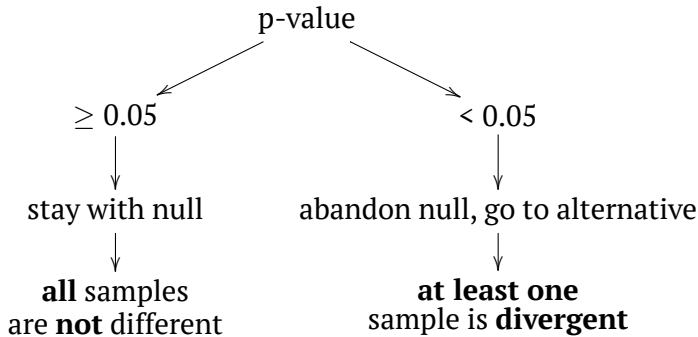 p-value
≥ 0.05
< 0.05
stay with null
abandon null, go to alternative
all samples
are not different
at least one
sample is divergent